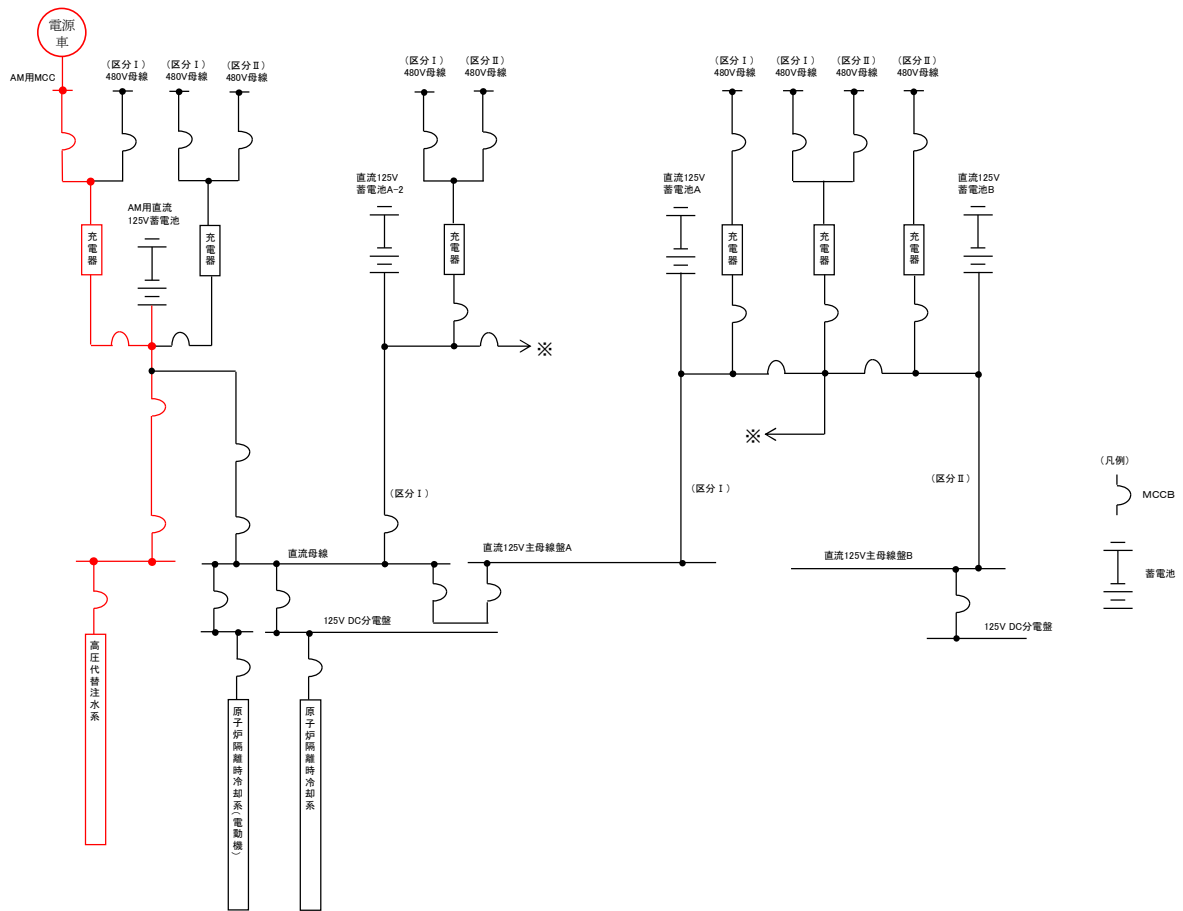 電源
車
AM用MCC
(区分Ⅰ)
480V母線
(区分Ⅰ)
480V母線
(区分Ⅱ)
480V母線
(区分Ⅰ)
480V母線
(区分Ⅱ)
480V母線
(区分Ⅰ)
480V母線
(区分Ⅰ)
480V母線
(区分Ⅱ)
480V母線
(区分Ⅱ)
480V母線
AM用直流
125V蓄電池
直流125V
蓄電池A-2
直流125V
蓄電池A
直流125V
蓄電池B
充電器
充電器
充電器
充電器
充電器
充電器
※
※
(区分Ⅰ)
(区分Ⅰ)
(区分Ⅱ)
(凡例)
MCCB
蓄電池
直流母線
直流125V主母線盤A
直流125V主母線盤B
125V DC分電盤
125V DC分電盤
高圧代替注水系
原子炉隔離時冷却系(電動機)
原子炉隔離時冷却系